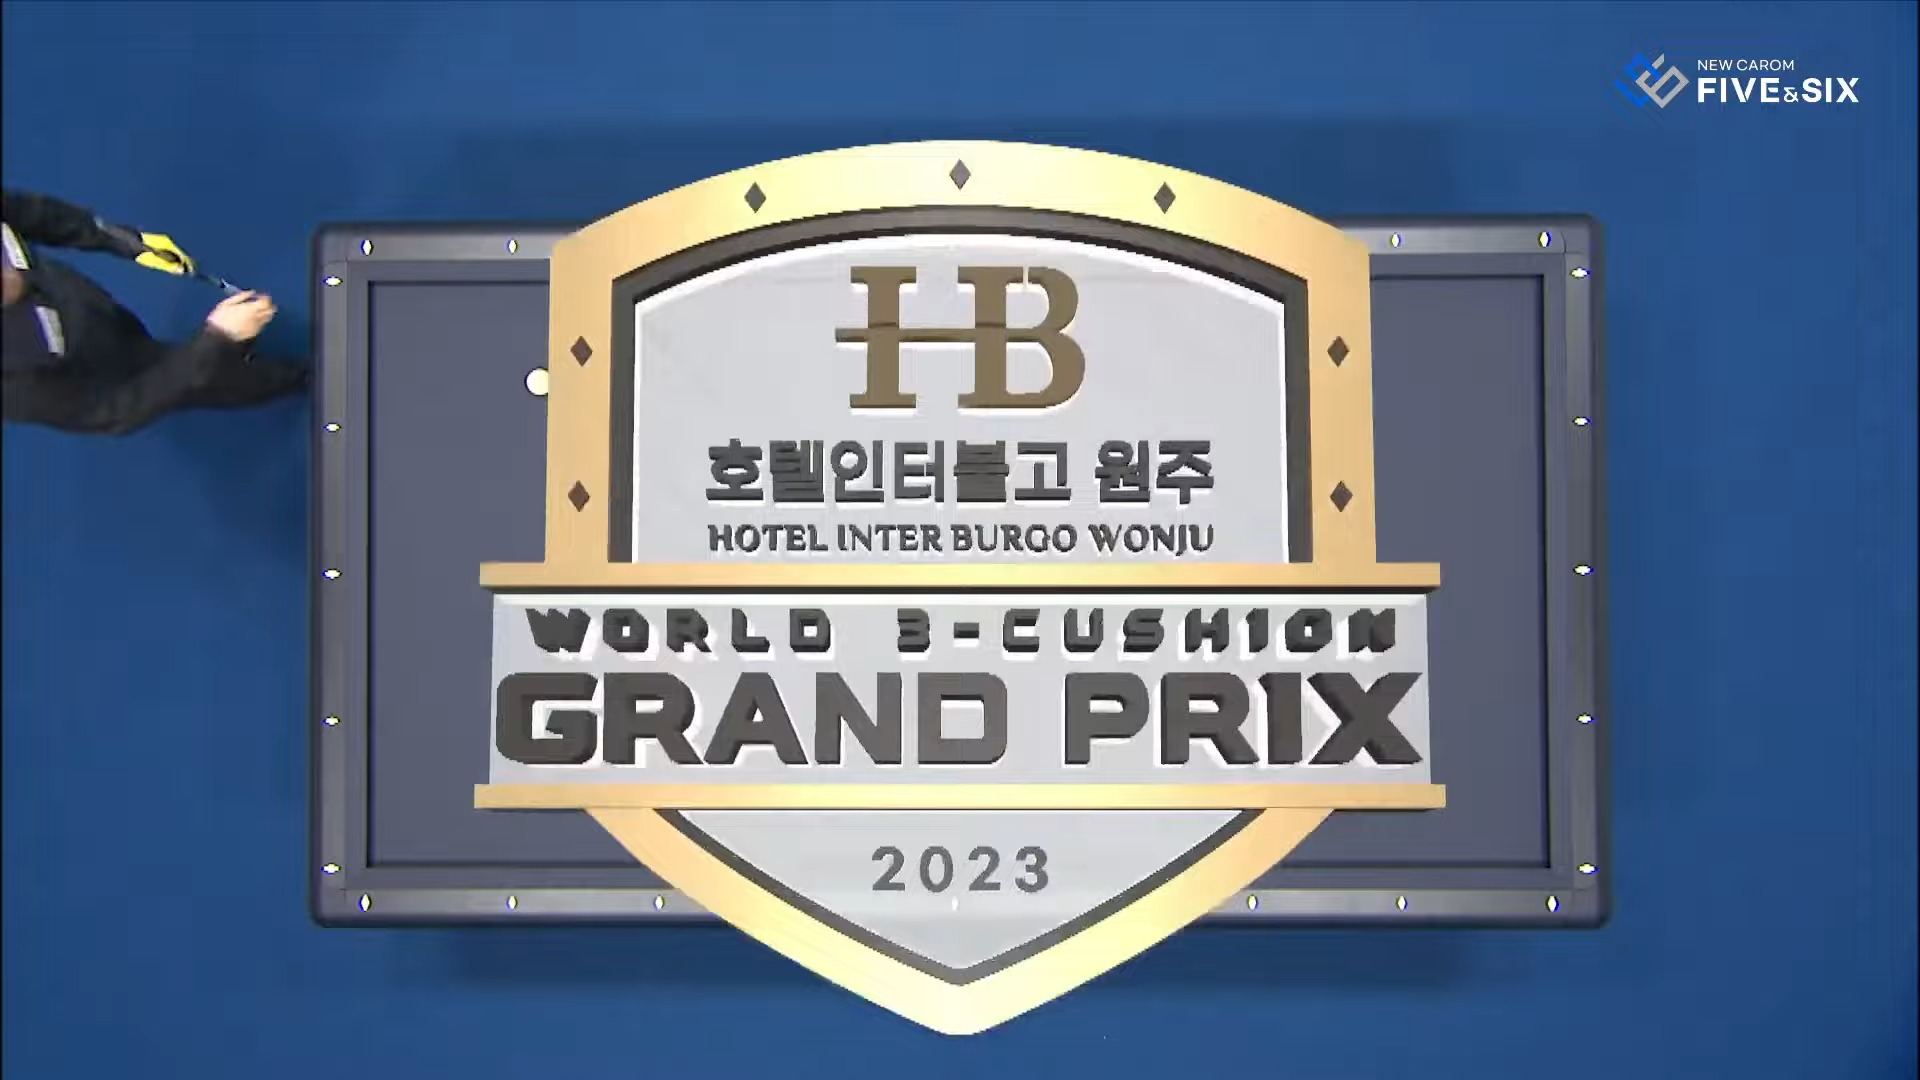 NEW CAROM
FIVE&SIX
HB
호텔인터불고 원주
HOTEL INTER BURGO WONJU
WORLD 3-CUSHION
GRAND PRIX
2023